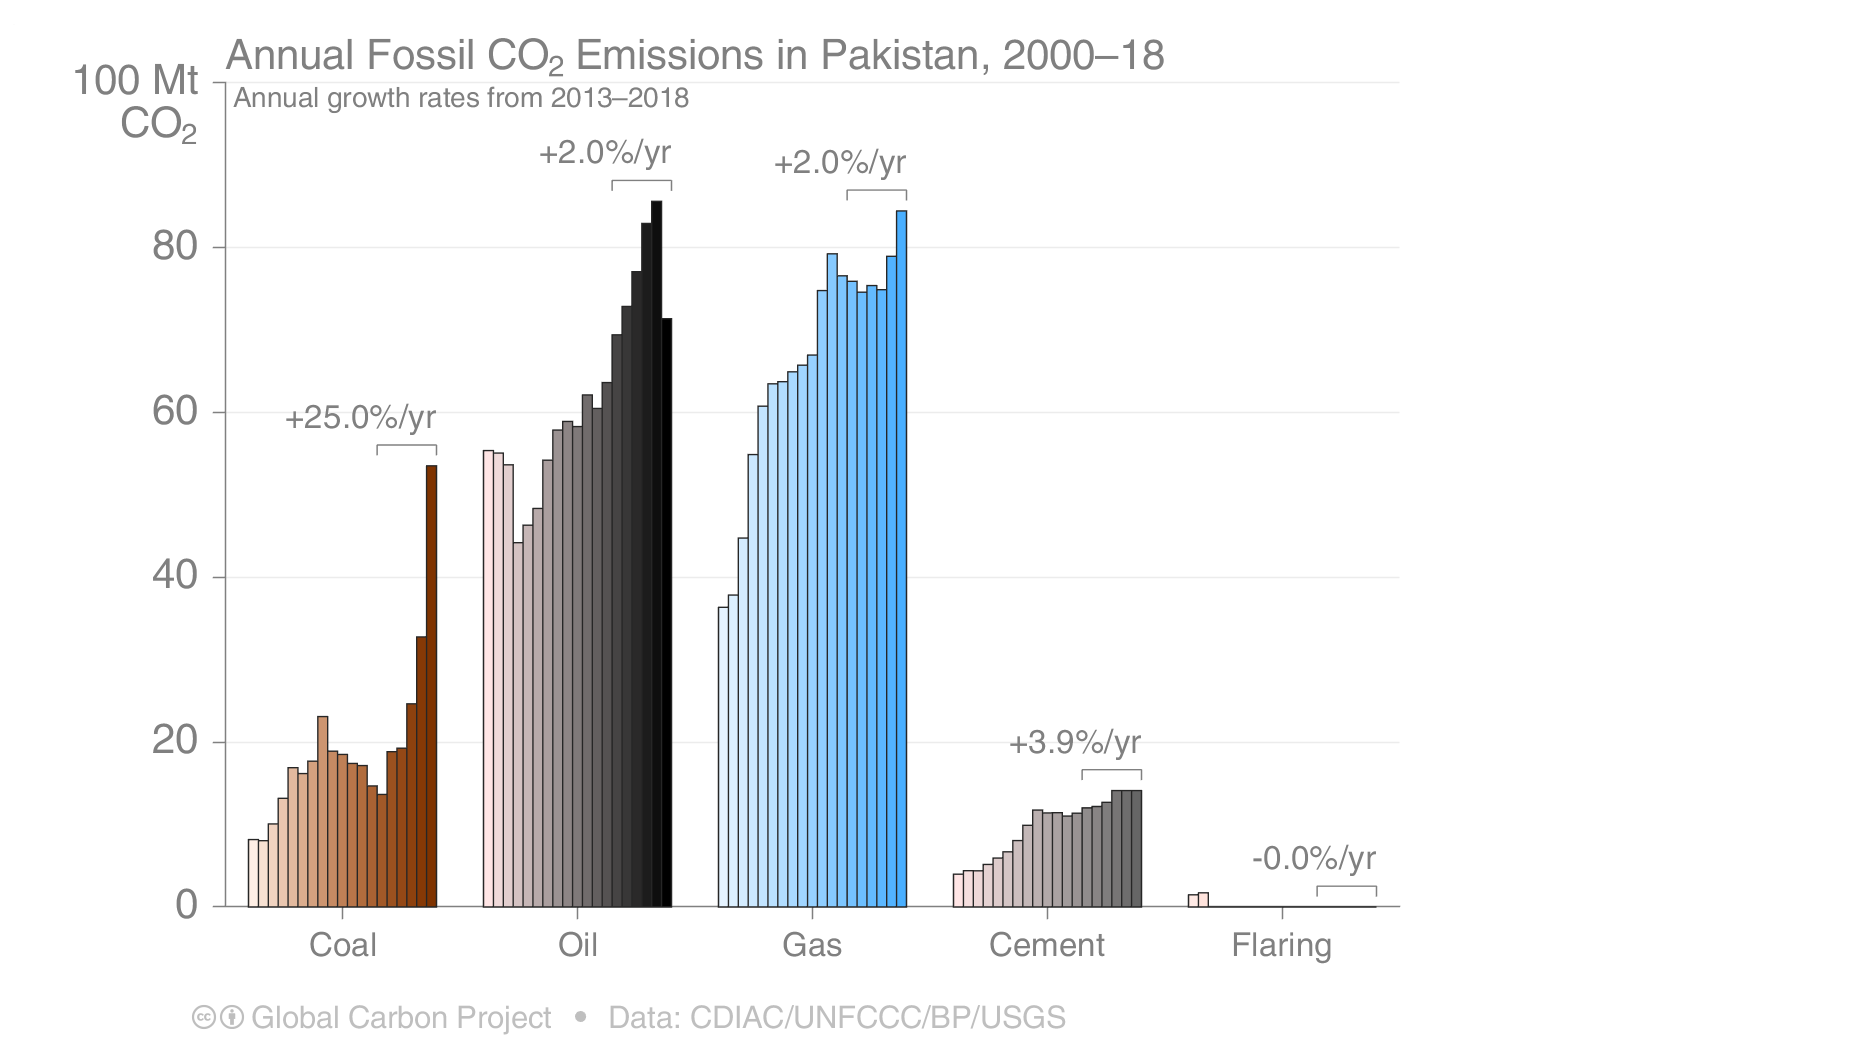 Annual Fossil CO₂ Emissions in Pakistan, 2000–18
100 Mt
CO₂
Annual growth rates from 2013–2018
+2.0%/yr
+2.0%/yr
80
60
+25.0%/yr
40
20
+3.9%/yr
-0.0%/yr
0
Coal
Oil
Gas
Cement
Flaring
cc Global Carbon Project • Data: CDIAC/UNFCCC/BP/USGS